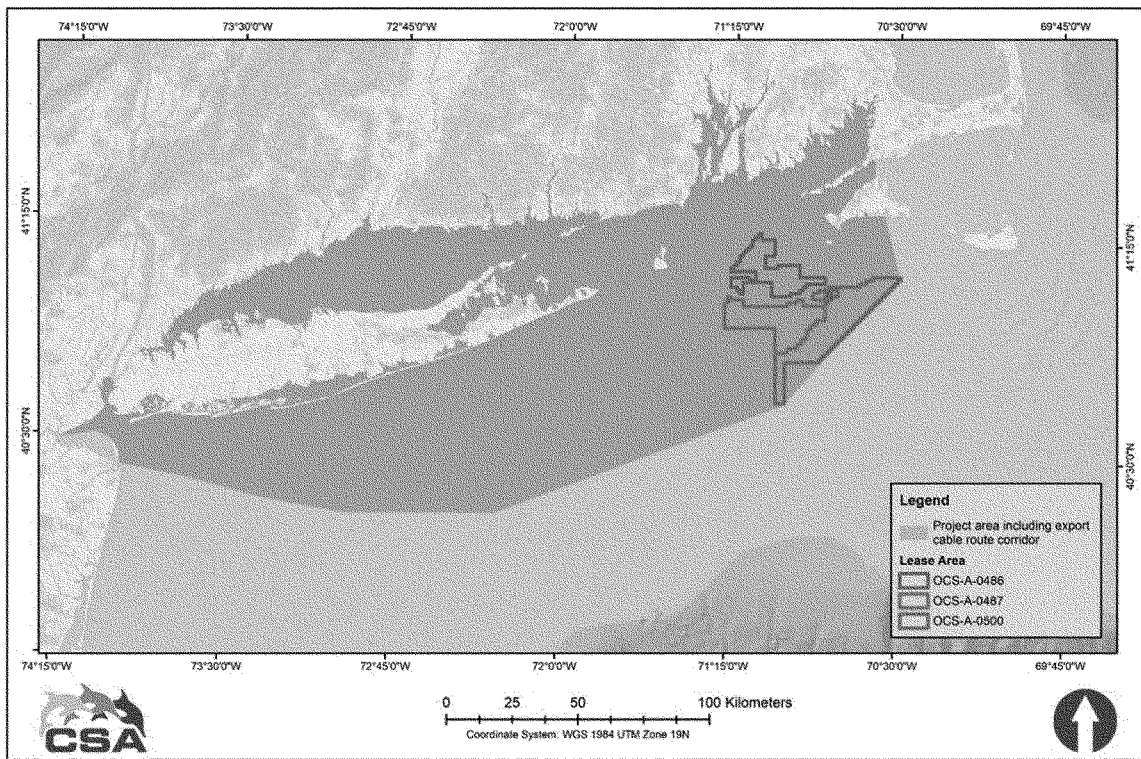 74°15'0"W 73°30'0"W 72°45'0"W 72°0'0"W 71°15'0"W 70°30'0"W 69°45'0"W
41°15'0"N
41°15'0"N
40°30'0"N
40°30'0"N
Legend
Project area including export
cable route corridor
Lease Area
OCS-A-0486
OCS-A-0487
OCS-A-0500
74°15'0"W 73°30'0"W 72°45'0"W 72°0'0"W 71°15'0"W 70°30'0"W 69°45'0"W
CSA
0 25 50 100 Kilometers
Coordinate System: WGS 1984 UTM Zone 19N